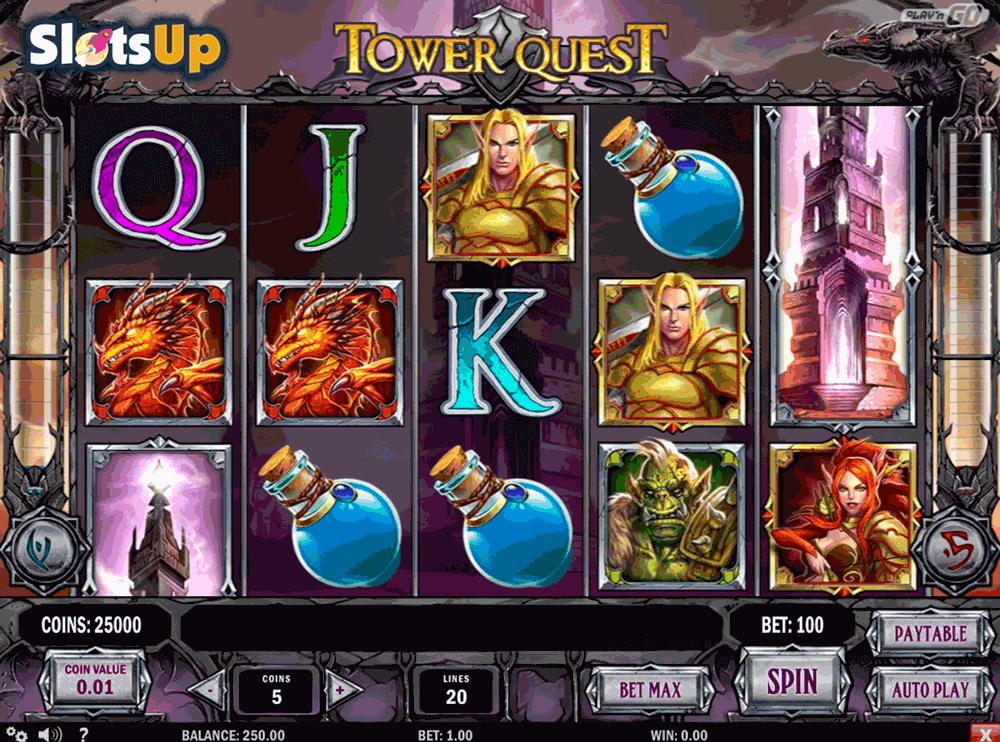 SlotsUp
TOWER QUEST
PLAY'n GO
Q
J
K
COINS: 25000
BET: 100
PAYTABLE
COIN VALUE
0.01
-
COINS
5
+
LINES
20
BET MAX
SPIN
AUTO PLAY
?
BALANCE: 250.00
BET: 1.00
WIN: 0.00
X